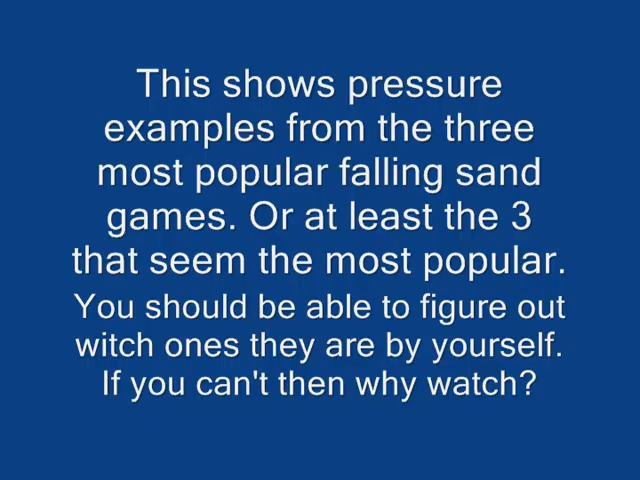 This shows pressure
examples from the three
most popular falling sand
games. Or at least the 3
that seem the most popular.
You should be able to figure out
witch ones they are by yourself.
If you can't then why watch?